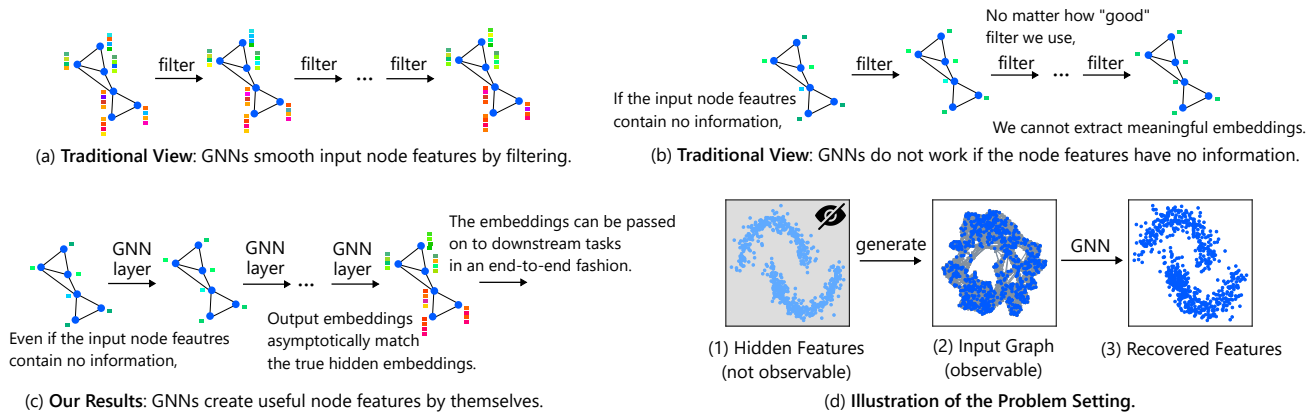 filter
filter
...
filter
(a) Traditional View: GNNs smooth input node features by filtering.
No matter how "good"
filter we use,
filter
filter
...
filter
If the input node feautres
contain no information,
We cannot extract meaningful embeddings.
(b) Traditional View: GNNs do not work if the node features have no information.
GNN
layer
GNN
layer
...
GNN
layer
The embeddings can be passed
on to downstream tasks
in an end-to-end fashion.
Even if the input node feautres
contain no information,
Output embeddings
asymptotically match
the true hidden embeddings.
(c) Our Results: GNNs create useful node features by themselves.
generate
GNN
(1) Hidden Features
(not observable)
(2) Input Graph
(observable)
(3) Recovered Features
(d) Illustration of the Problem Setting.